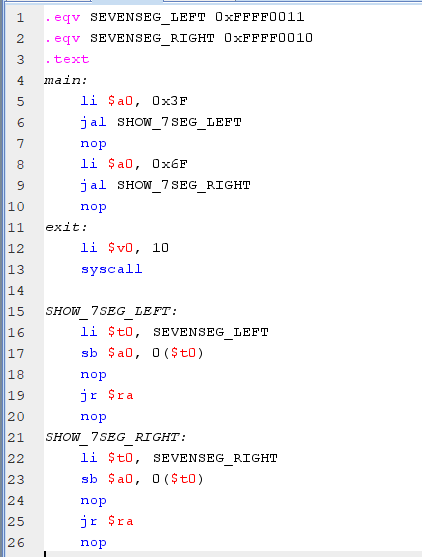 1 .eqv SEVENSEG_LEFT 0xFFFF0011
2 .eqv SEVENSEG_RIGHT 0xFFFF0010
3 .text
4 main:
5 li $a0, 0x3F
6 jal SHOW_7SEG_LEFT
7 nop
8 li $a0, 0x6F
9 jal SHOW_7SEG_RIGHT
10 nop
11 exit:
12 li $v0, 10
13 syscall
14
15 SHOW_7SEG_LEFT:
16 li $t0, SEVENSEG_LEFT
17 sb $a0, 0($t0)
18 nop
19 jr $ra
20 nop
21 SHOW_7SEG_RIGHT:
22 li $t0, SEVENSEG_RIGHT
23 sb $a0, 0($t0)
24 nop
25 jr $ra
26 nop